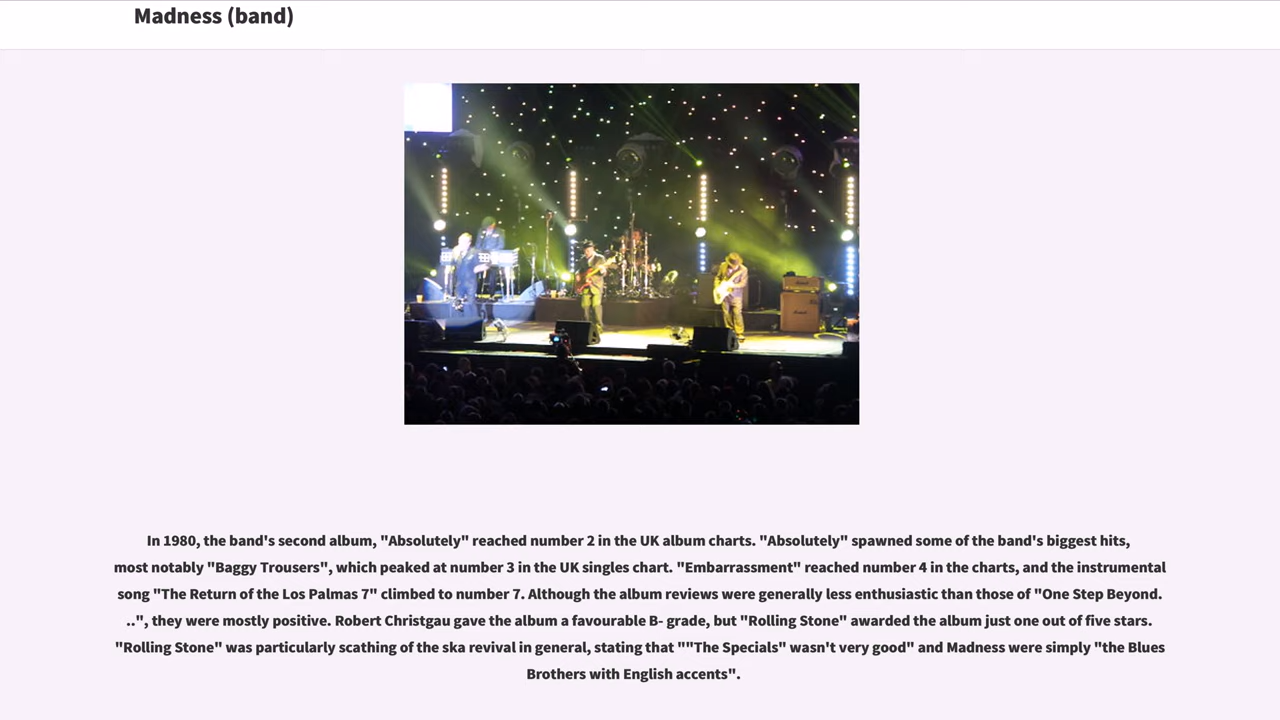 Madness (band)
In 1980, the band's second album, "Absolutely" reached number 2 in the UK album charts. "Absolutely" spawned some of the band's biggest hits,
most notably "Baggy Trousers", which peaked at number 3 in the UK singles chart. "Embarrassment" reached number 4 in the charts, and the instrumental
song "The Return of the Los Palmas 7" climbed to number 7. Although the album reviews were generally less enthusiastic than those of "One Step Beyond.
..", they were mostly positive. Robert Christgau gave the album a favourable B- grade, but "Rolling Stone" awarded the album just one out of five stars.
"Rolling Stone" was particularly scathing of the ska revival in general, stating that ""The Specials" wasn't very good" and Madness were simply "the Blues
Brothers with English accents".